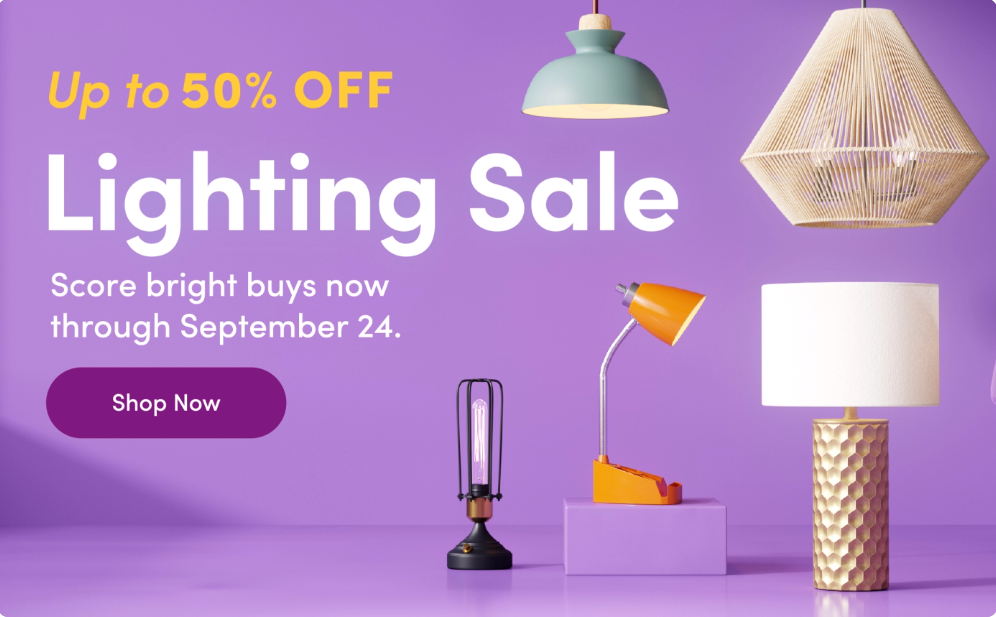 Up to 50% OFF
Lighting Sale
Score bright buys now
through September 24.
Shop Now